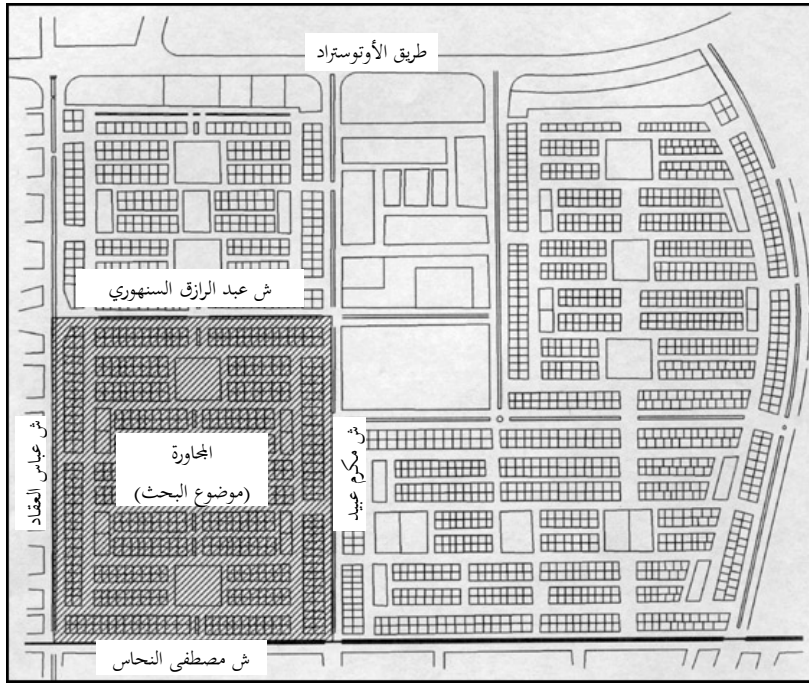 طريق الأوتوستراد
ش عبد الرازق السنهوري
ش عباس العقاد
المجاورة
(موضوع البحث)
ش مكرم عبيد
ش مصطفى النحاس